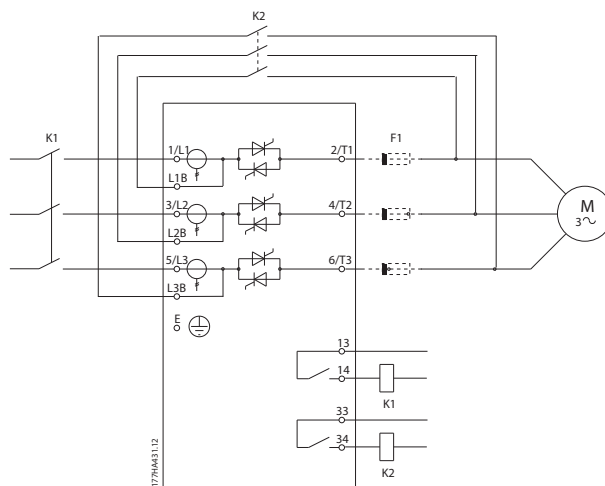 K2
K1
F1
1/L1
2/T1
L1B
3/L2
4/T2
M
3~
L2B
5/L3
6/T3
L3B
E
13
14
K1
33
34
K2
177HA431.12